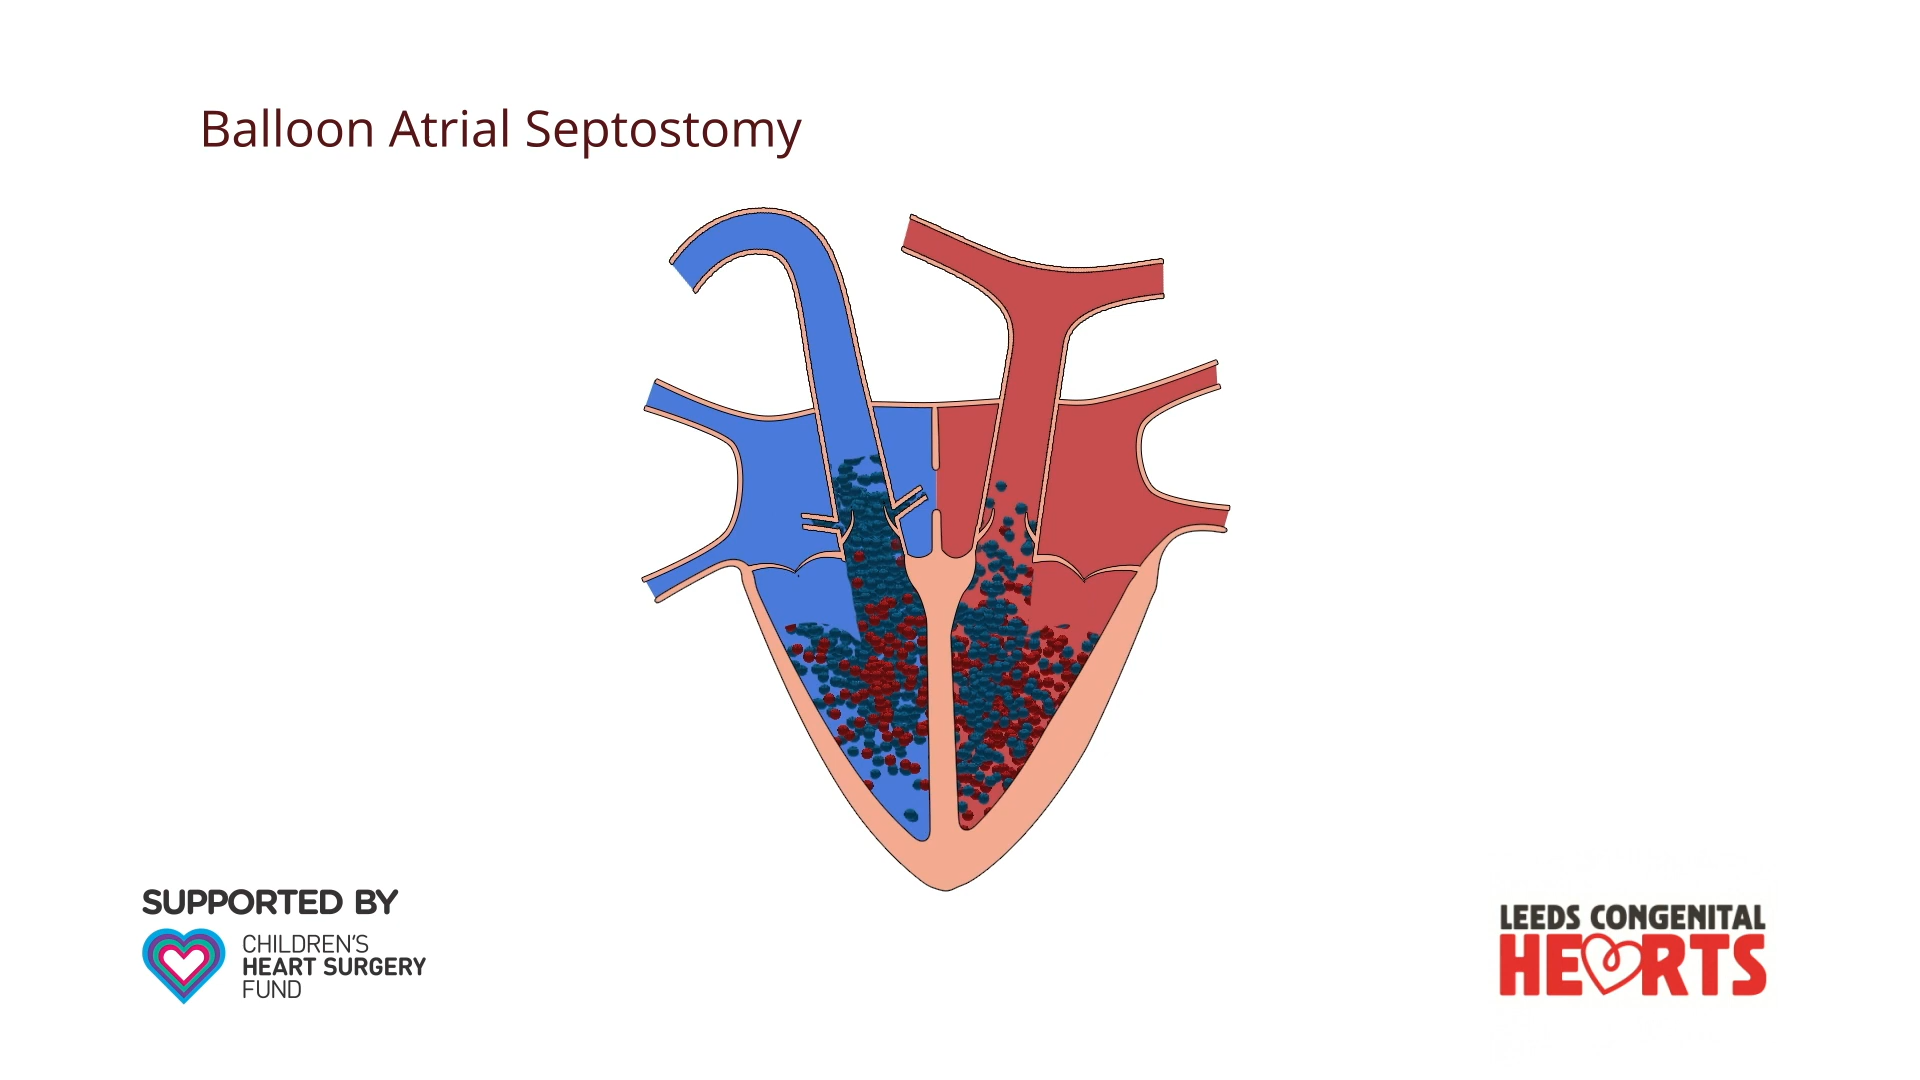 Balloon Atrial Septostomy
SUPPORTED BY
CHILDREN'S
HEART SURGERY
FUND
LEEDS CONGENITAL
HEARTS